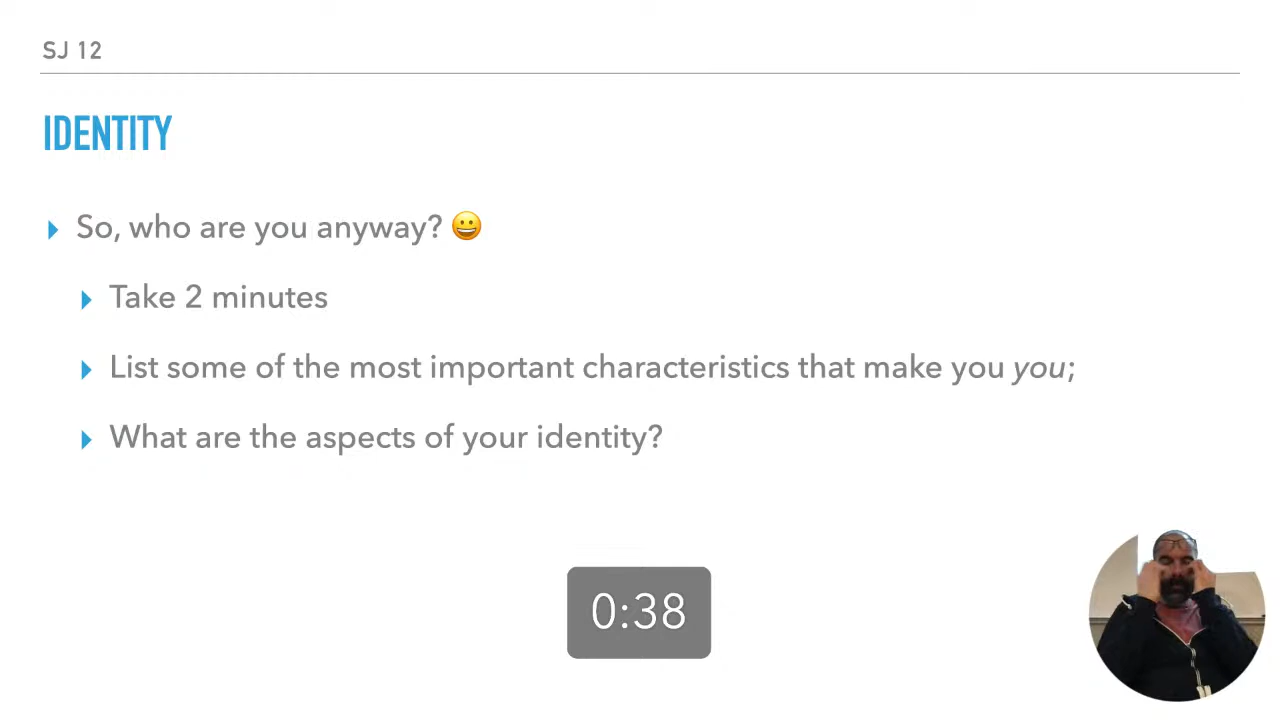 SJ 12
IDENTITY
So, who are you anyway? 😀
Take 2 minutes
List some of the most important characteristics that make you you;
What are the aspects of your identity?
0:38